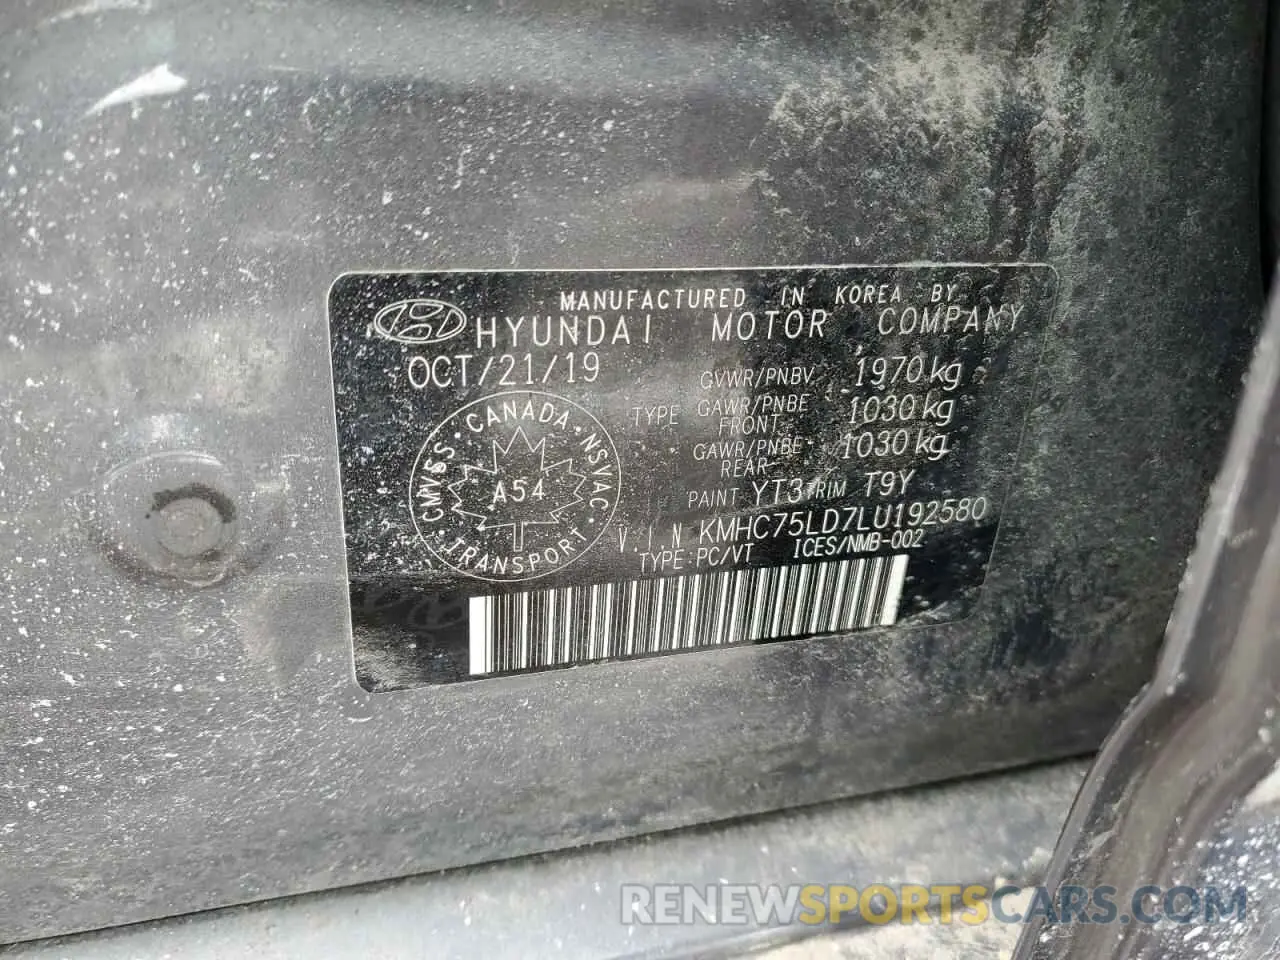 MANUFACTURED IN KOREA BY
HYUNDAI MOTOR COMPANY
OCT/21/19
GVWR/PNBV 1970 kg
TYPE GAWR/PNBE FRONT 1030 kg
GAWR/PNBE REAR 1030 kg
PAINT YT3 TRIM T9Y
V.I.N KMHC75LD7LU192580
TYPE:PC/VT ICES/NMB-002
CMVSS · CANADA · NSVAC
A54
· TRANSPORT ·
RENEWSPORTSCARS.COM